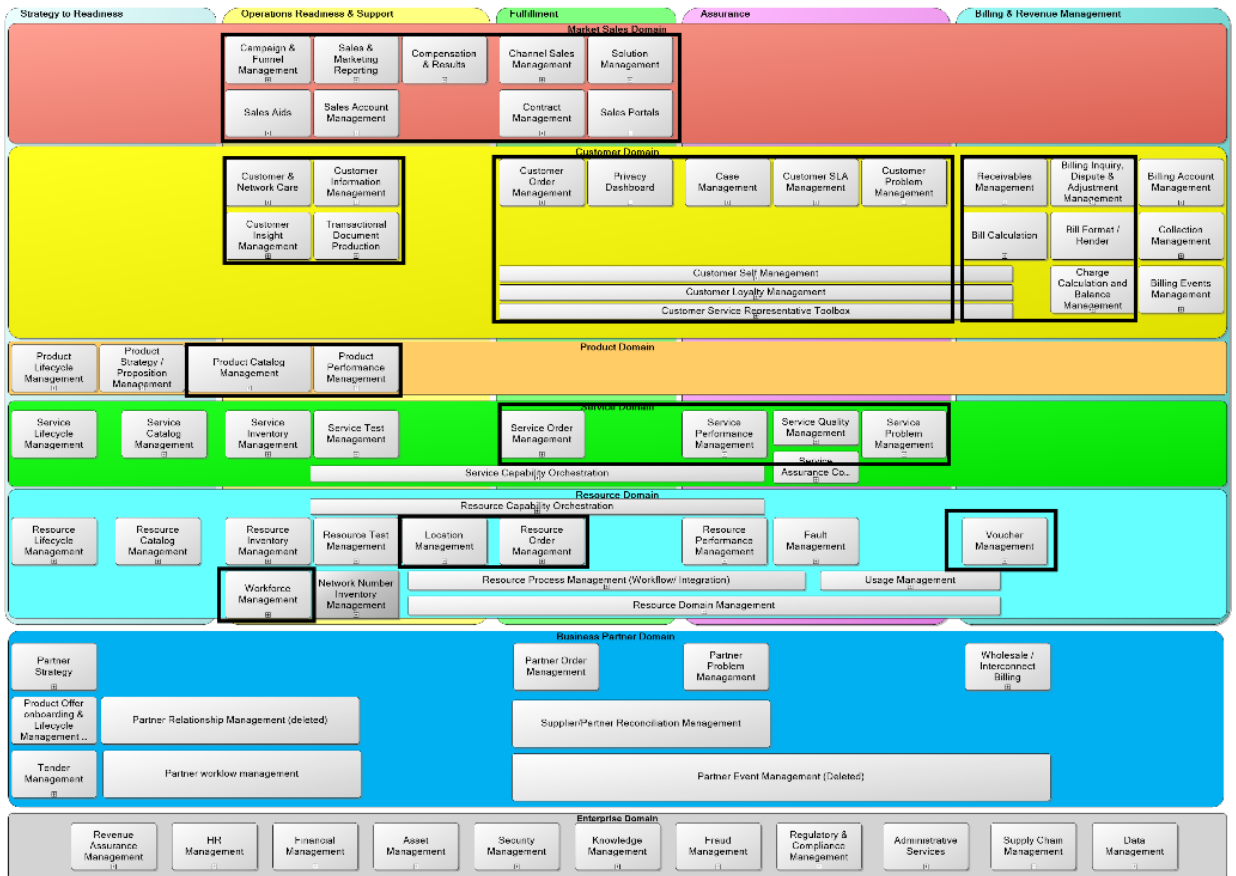 Strategy to Readiness
Operations Readiness & Support
Fulfillment
Assurance
Billing & Revenue Management
Market Sales Domain
Campaign &
Funnel
Management
Sales &
Marketing
Reporting
Compensation
& Results
Channel Sales
Management
Solution
Management
Sales Aids
Sales Account
Management
Contract
Management
Sales Portals
Customer Domain
Customer &
Network Care
Customer
Information
Management
Customer
Order
Management
Privacy
Dashboard
Case
Management
Customer SLA
Management
Customer
Problem
Management
Receivables
Management
Billing Inquiry,
Dispute &
Adjustment
Management
Billing Account
Management
Customer
Insight
Management
Transactional
Document
Production
Bill Calculation
Bill Format /
Render
Collection
Management
Customer Self Management
Customer Loyalty Management
Customer Service Representative Toolbox
Charge
Calculation and
Balance
Management
Billing Events
Management
Product Domain
Product
Lifecycle
Management
Product
Strategy /
Proposition
Management
Product Catalog
Management
Product
Performance
Management
Service Domain
Service
Lifecycle
Management
Service
Catalog
Management
Service
Inventory
Management
Service Test
Management
Service Order
Management
Service
Performance
Management
Service Quality
Management
Service
Problem
Management
Service Capability Orchestration
Service
Assurance Co...
Resource Domain
Resource Capability Orchestration
Resource
Lifecycle
Management
Resource
Catalog
Management
Resource
Inventory
Management
Resource Test
Management
Location
Management
Resource
Order
Management
Resource
Performance
Management
Fault
Management
Voucher
Management
Workforce
Management
Network Number
Inventory
Management
Resource Process Management (Workflow/ Integration)
Usage Management
Resource Domain Management
Business Partner Domain
Partner
Strategy
Partner Order
Management
Partner
Problem
Management
Wholesale /
Interconnect
Billing
Product Offer
onboarding &
Lifecycle
Management ..
Partner Relationship Management (deleted)
Supplier/Partner Reconciliation Management
Tender
Management
Partner worklow management
Partner Event Management (Deleted)
Enterprise Domain
Revenue
Assurance
Management
HR
Management
Financial
Management
Asset
Management
Security
Management
Knowledge
Management
Fraud
Management
Regulatory &
Compliance
Management
Administrative
Services
Supply Chain
Management
Data
Management